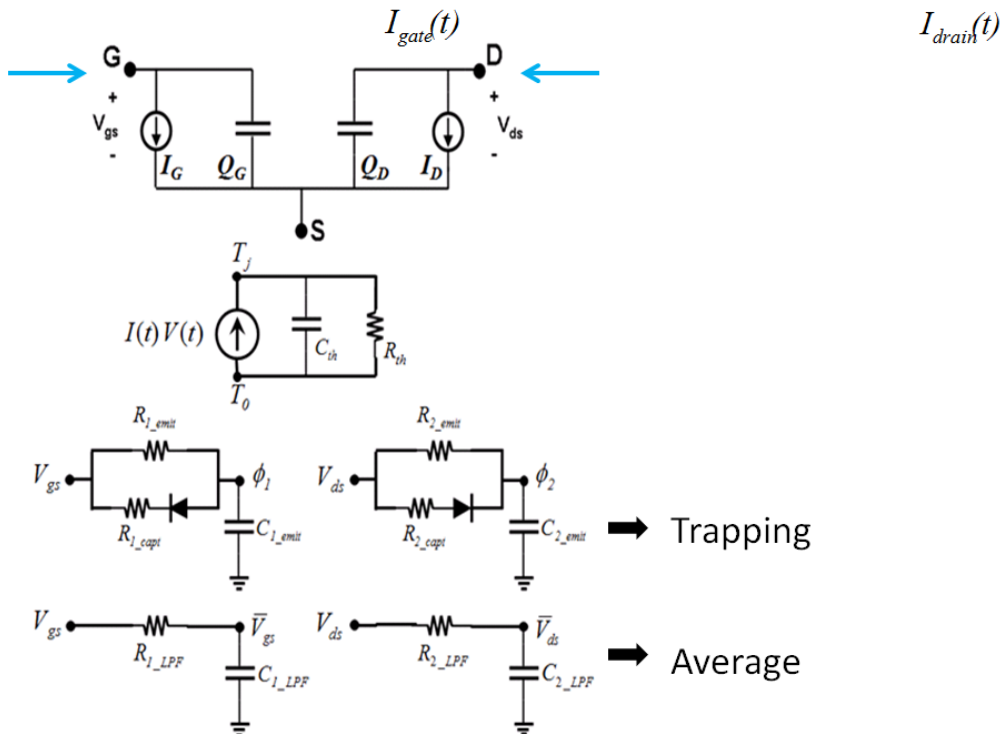 I_gate(t) I_drain(t)
G D
+ +
V_gs V_ds
- -
I_G Q_G Q_D I_D
S
T_j
I(t)V(t)
C_th R_th
T_0
R_1_emit R_2_emit
V_gs ϕ_1 V_ds ϕ_2
R_1_capt C_1_emit R_2_capt C_2_emit Trapping
V_gs V̅_gs V_ds V̅_ds
R_1_LPF C_1_LPF R_2_LPF C_2_LPF Average